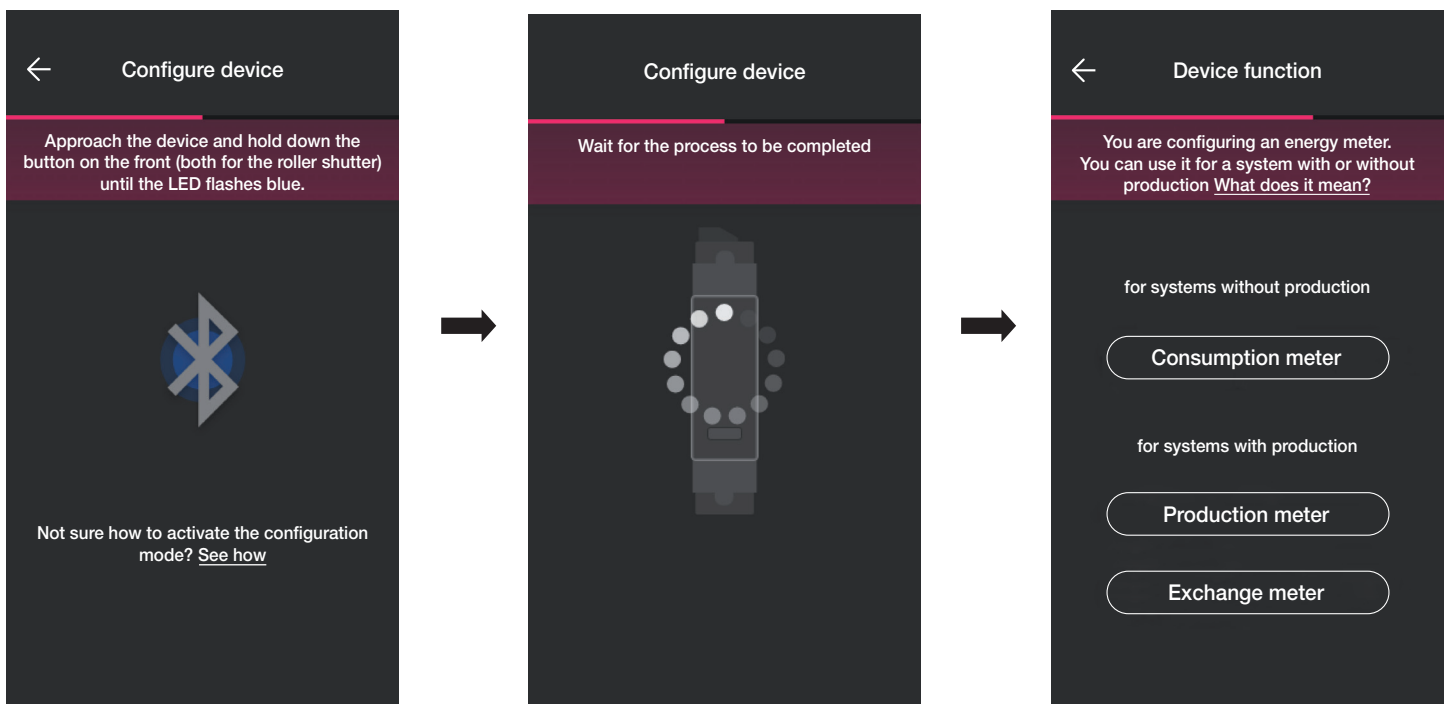 Configure device
Approach the device and hold down the
button on the front (both for the roller shutter)
until the LED flashes blue.
Not sure how to activate the configuration
mode? See how
Configure device
Wait for the process to be completed
Device function
You are configuring an energy meter.
You can use it for a system with or without
production What does it mean?
for systems without production
Consumption meter
for systems with production
Production meter
Exchange meter